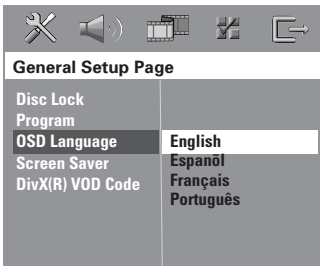 General Setup Page
Disc Lock
Program
OSD Language
Screen Saver
DivX(R) VOD Code
English
Espanõl
Français
Português